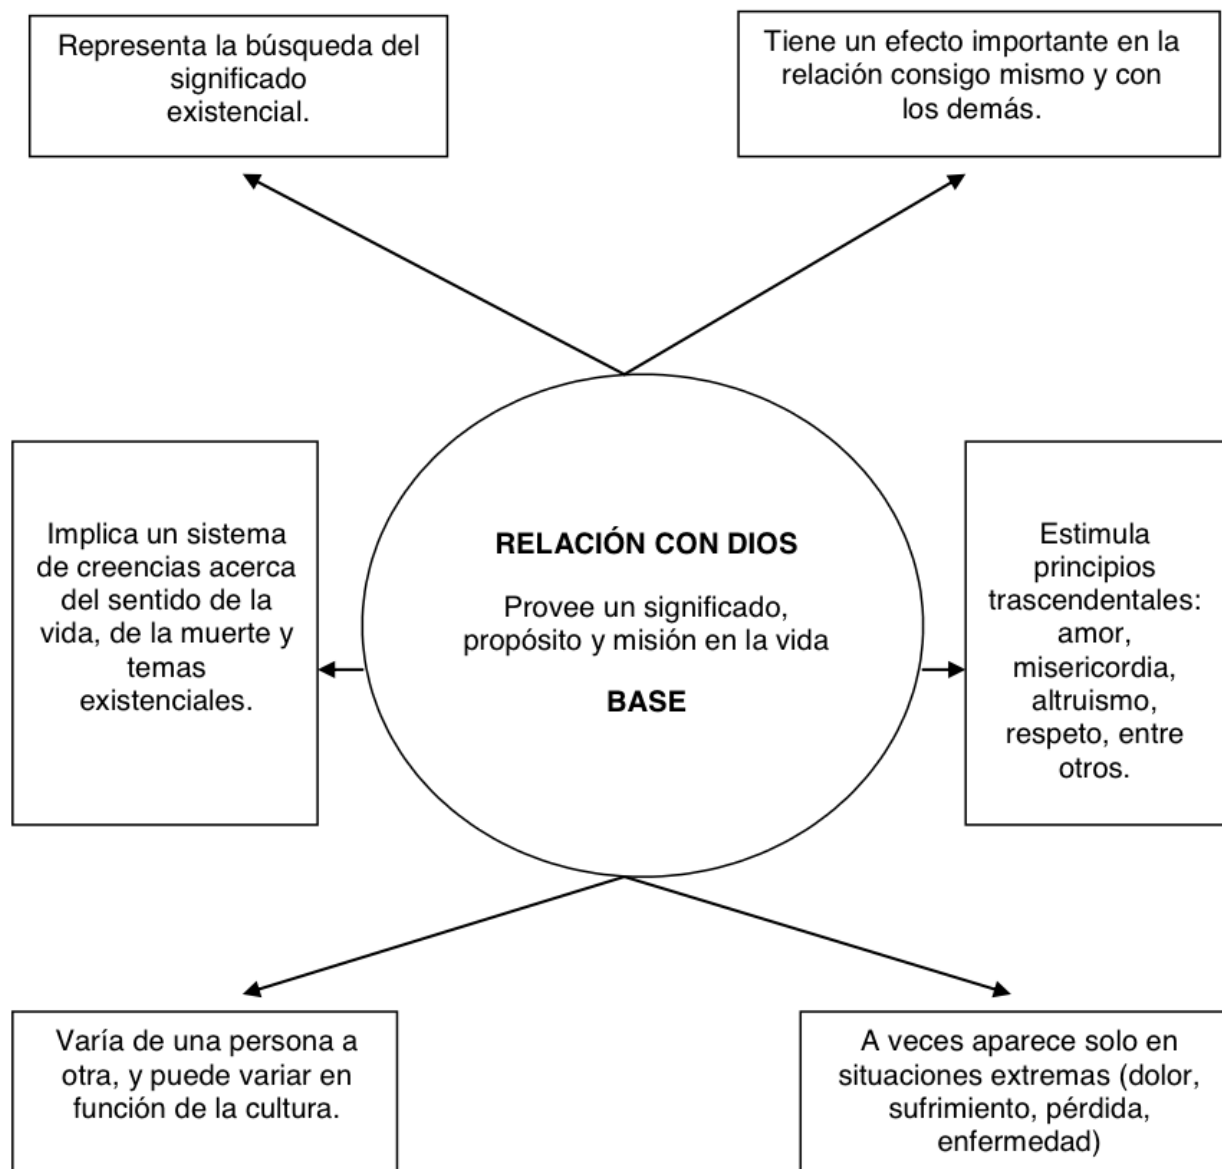 Representa la búsqueda del
significado
existencial.
Tiene un efecto importante en la
relación consigo mismo y con
los demás.
Implica un sistema
de creencias acerca
del sentido de la
vida, de la muerte y
temas
existenciales.
RELACIÓN CON DIOS
Provee un significado,
propósito y misión en la vida
BASE
Estimula
principios
trascendentales:
amor,
misericordia,
altruismo,
respeto, entre
otros.
Varía de una persona a
otra, y puede variar en
función de la cultura.
A veces aparece solo en
situaciones extremas (dolor,
sufrimiento, pérdida,
enfermedad)